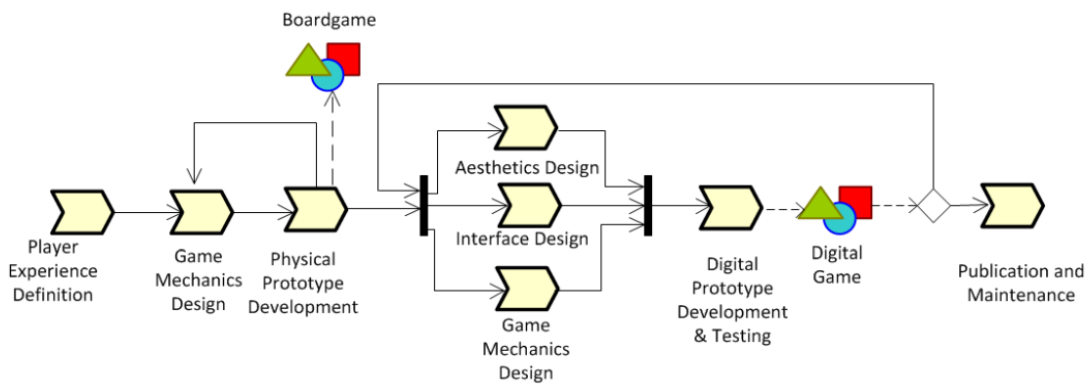 Boardgame
Aesthetics Design
Interface Design
Player
Experience
Definition
Game
Mechanics
Design
Physical
Prototype
Development
Game
Mechanics
Design
Digital
Prototype
Development
& Testing
Digital
Game
Publication and
Maintenance